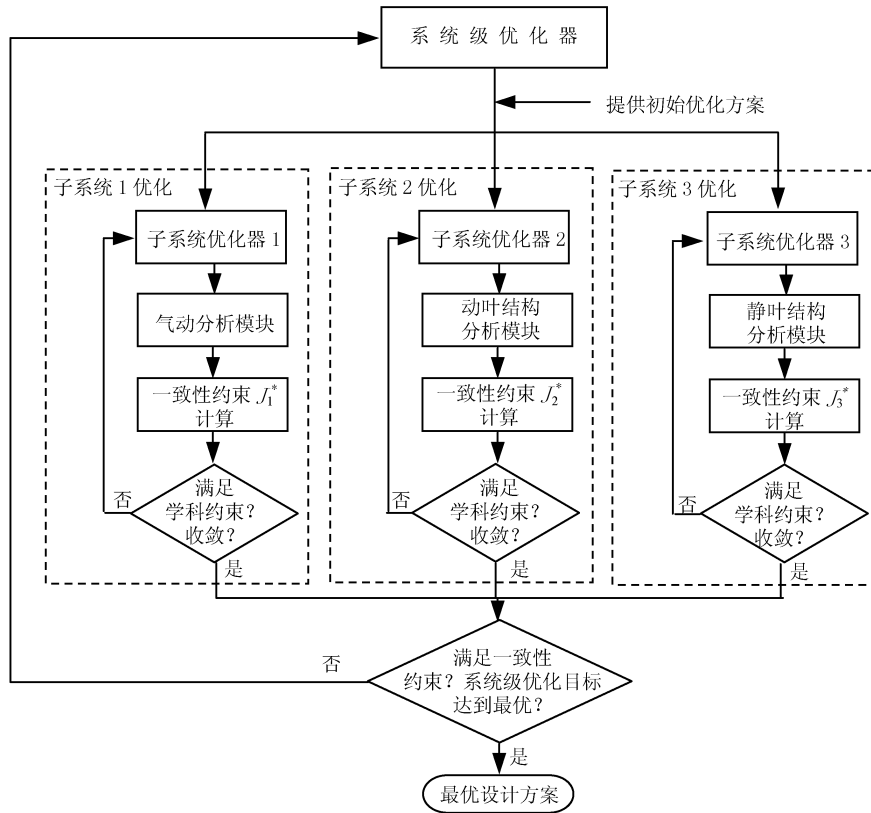 系统级优化器
提供初始优化方案
子系统1优化
子系统优化器1
气动分析模块
一致性约束 J₁*
计算
满足
学科约束?
收敛?
否
是
子系统2优化
子系统优化器2
动叶结构
分析模块
一致性约束 J₂*
计算
满足
学科约束?
收敛?
否
是
子系统3优化
子系统优化器3
静叶结构
分析模块
一致性约束 J₃*
计算
满足
学科约束?
收敛?
否
是
满足一致性
约束?系统级优化目标
达到最优?
否
是
最优设计方案